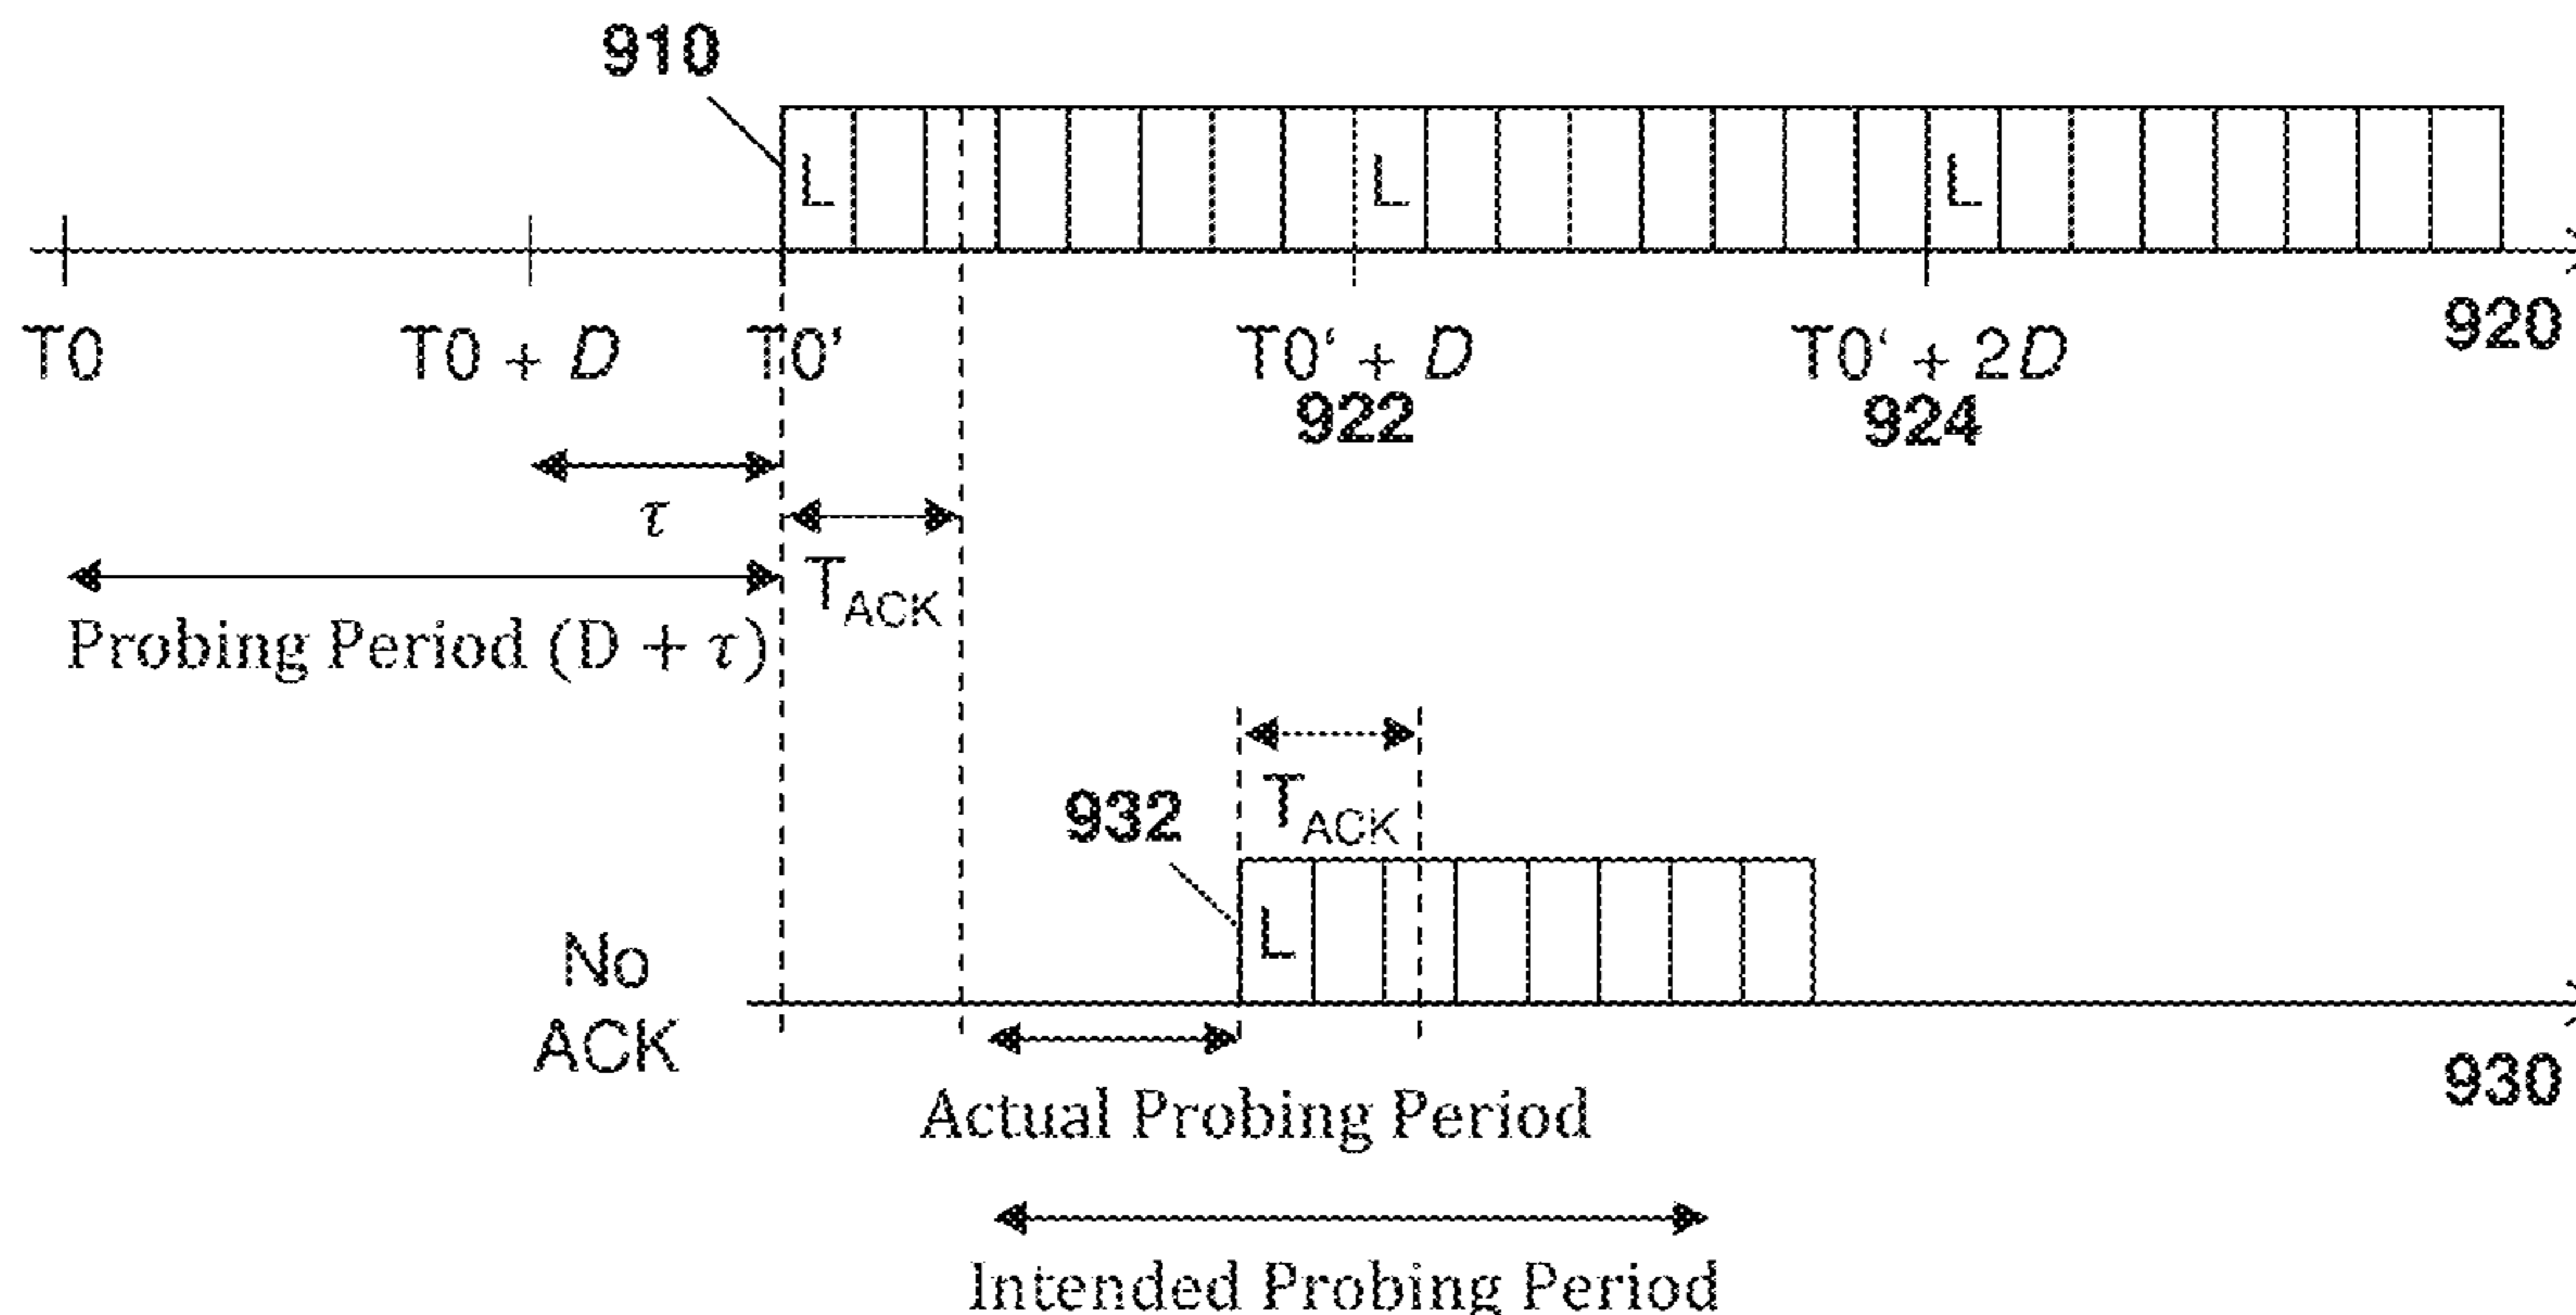 910
L L L
T0 T0 + D T0' T0' + D T0' + 2D 920
922 924
τ
T_ACK
Probing Period (D + τ)
T_ACK
932
L
No
ACK
930
Actual Probing Period
Intended Probing Period